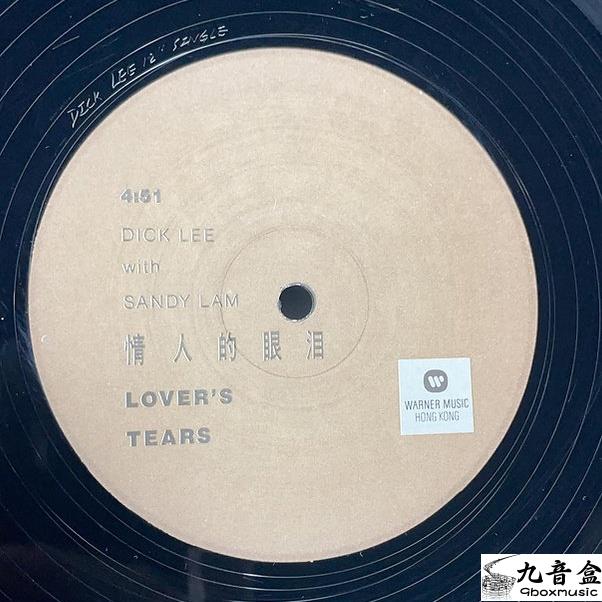 DICK LEE 12" SINGLE
4:51
DICK LEE
with
SANDY LAM
情人的眼泪
LOVER'S
TEARS
WARNER MUSIC
HONG KONG
九音盒
9boxmusic